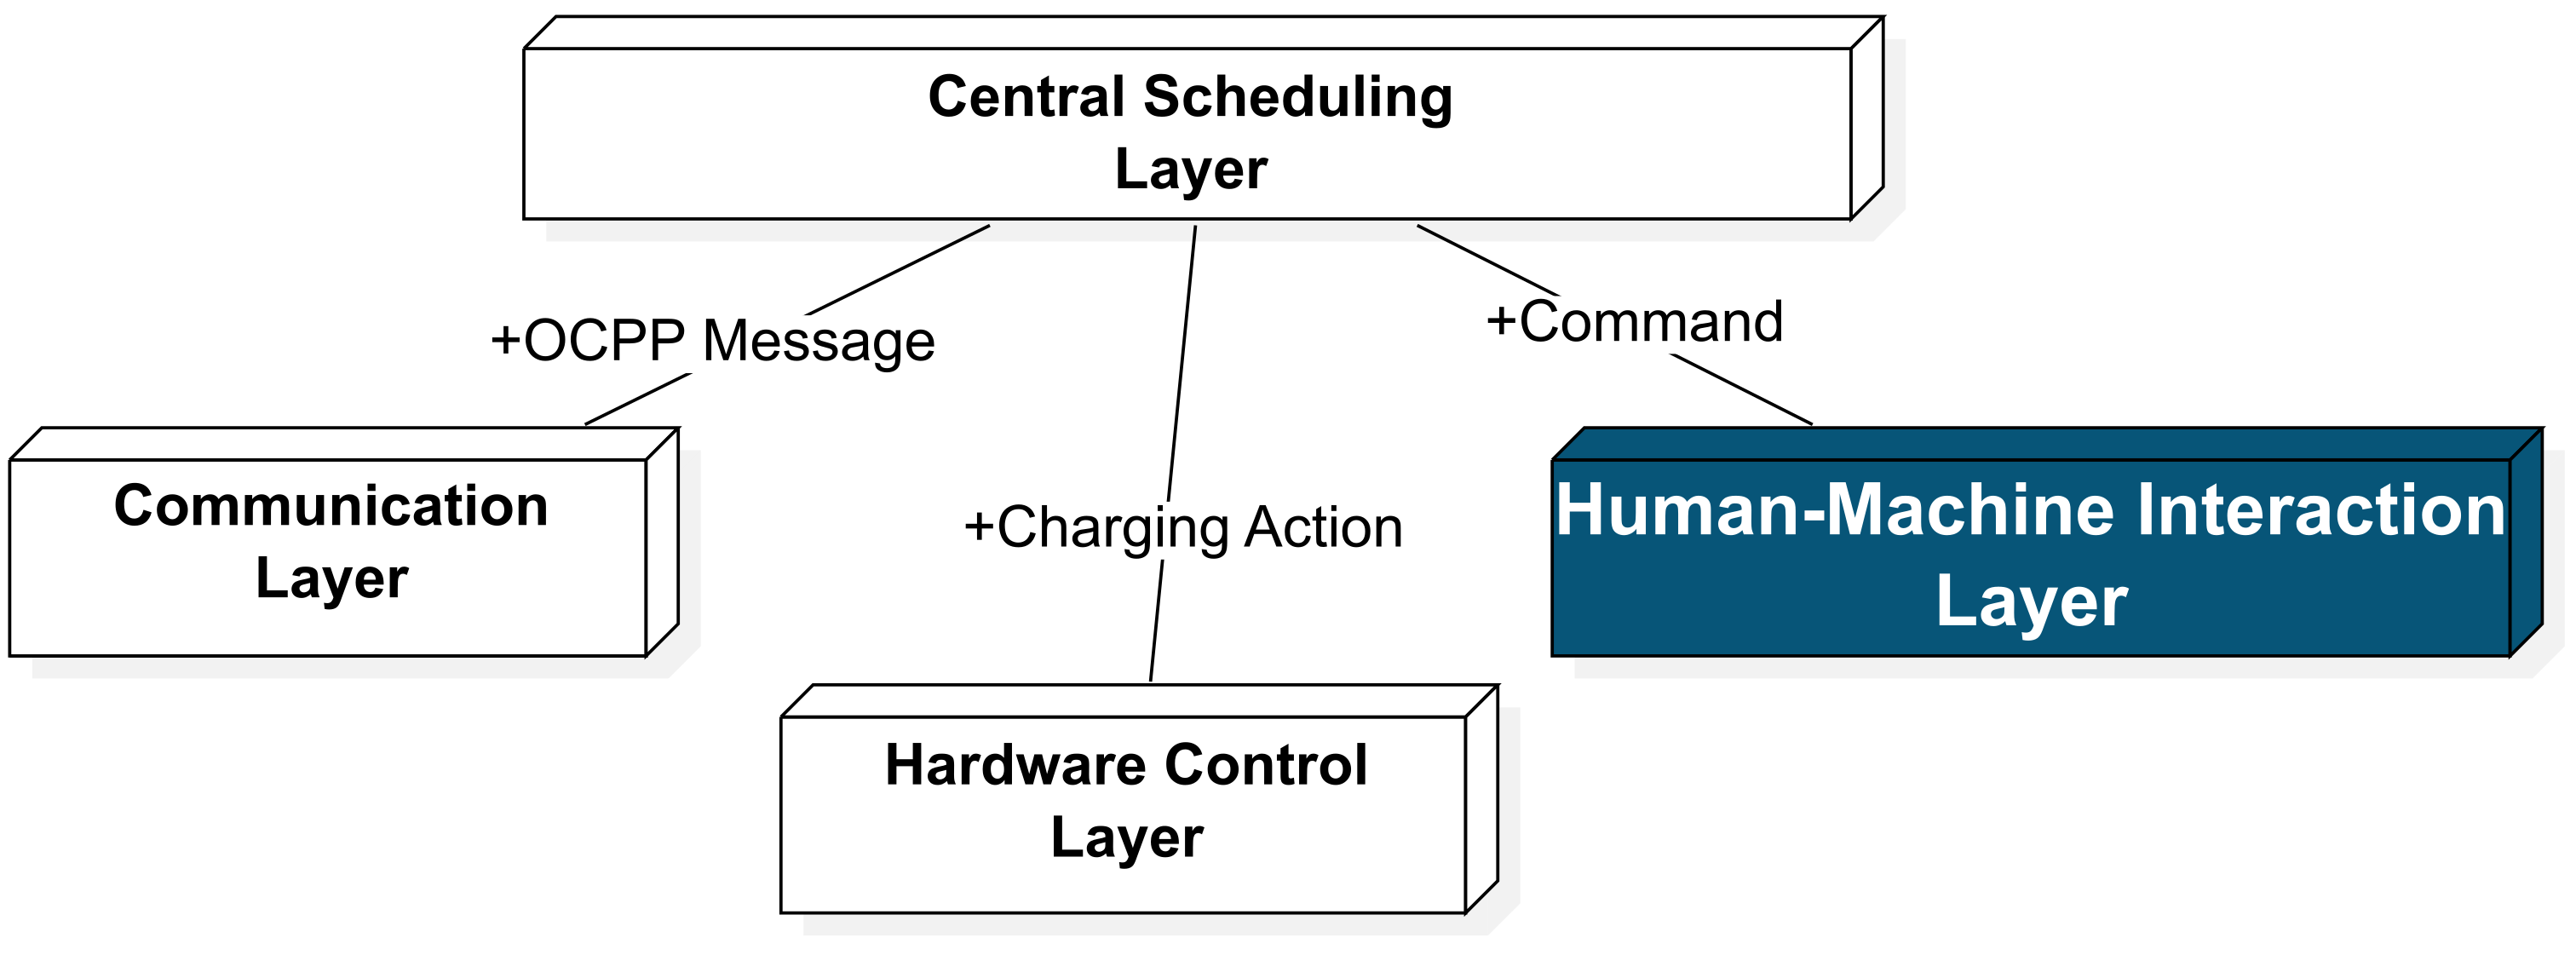 Central Scheduling
Layer
+OCPP Message
+Command
+Charging Action
Communication
Layer
Human-Machine Interaction
Layer
Hardware Control
Layer